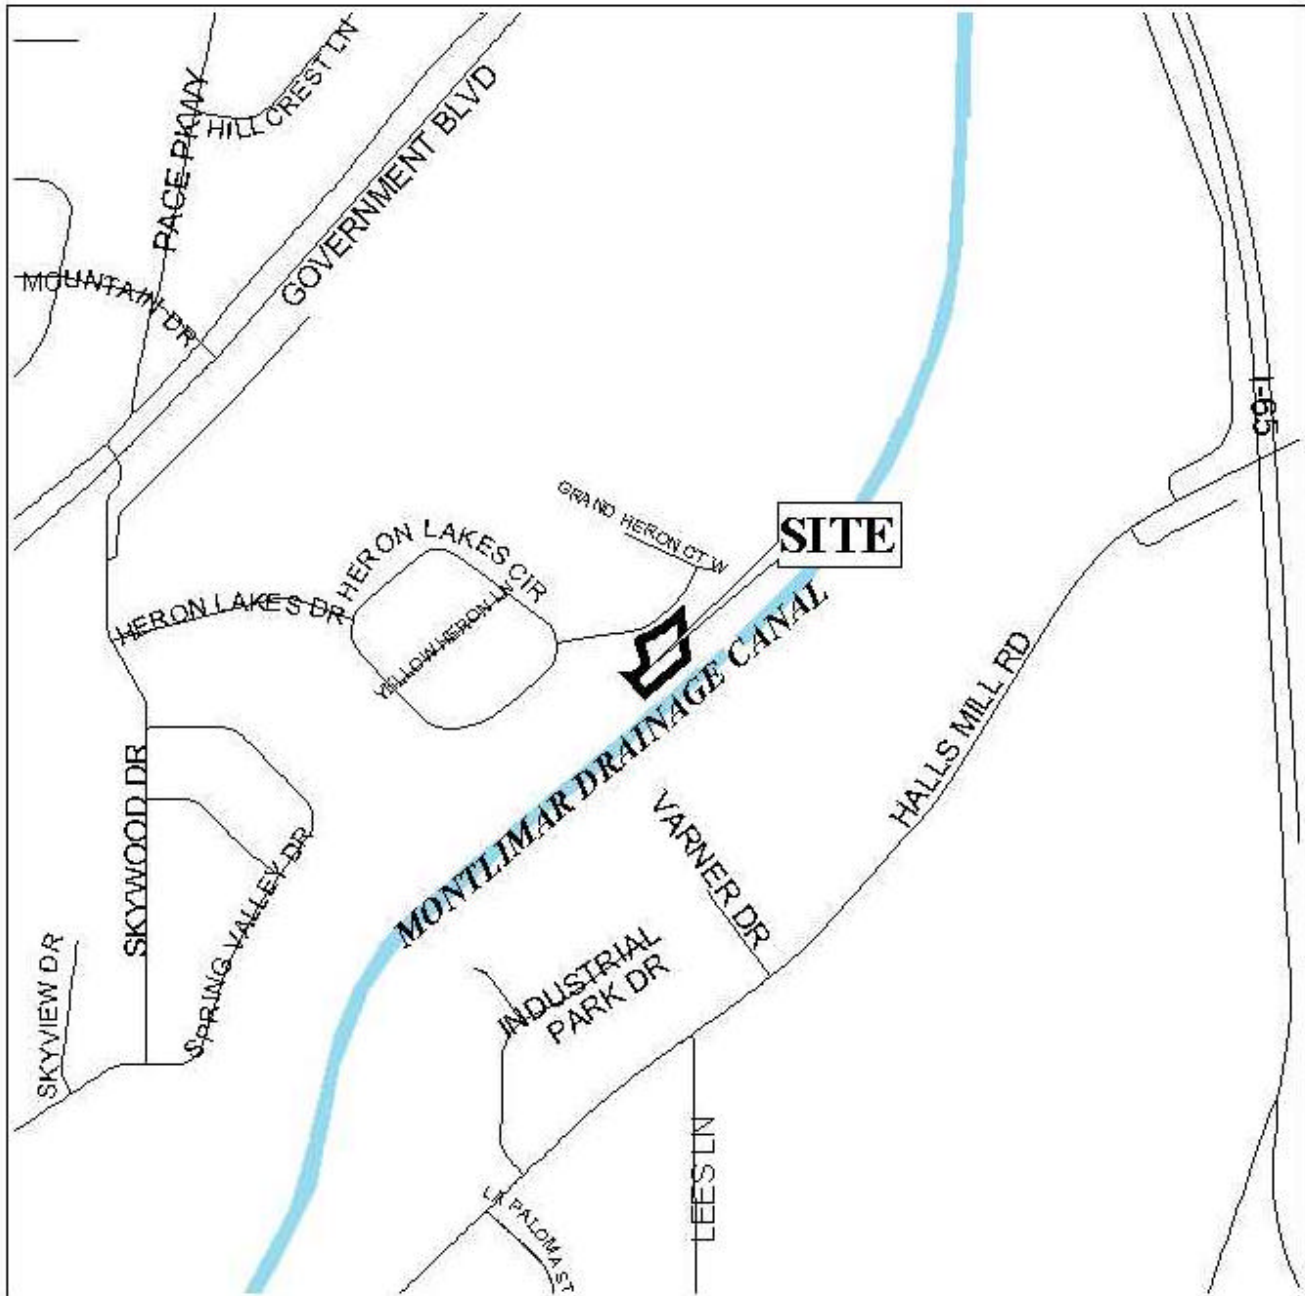 HILLCREST LN
PACE PKWY
GOVERNMENT BLVD
MOUNTAIN DR
I-65
GRAND HERON CT W
SITE
HERON LAKES CIR
HERON LAKES DR
YELLOW HERON LN
MONTLIMAR DRAINAGE CANAL
HALLS MILL RD
SKYWOOD DR
VARNER DR
SPRING VALLEY DR
SKYVIEW DR
INDUSTRIAL
PARK DR
LEES LN
LA PALOMA ST